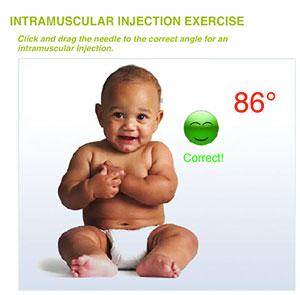 INTRAMUSCULAR INJECTION EXERCISE
Click and drag the needle to the correct angle for an
intramuscular Injection.
86°
Correct!